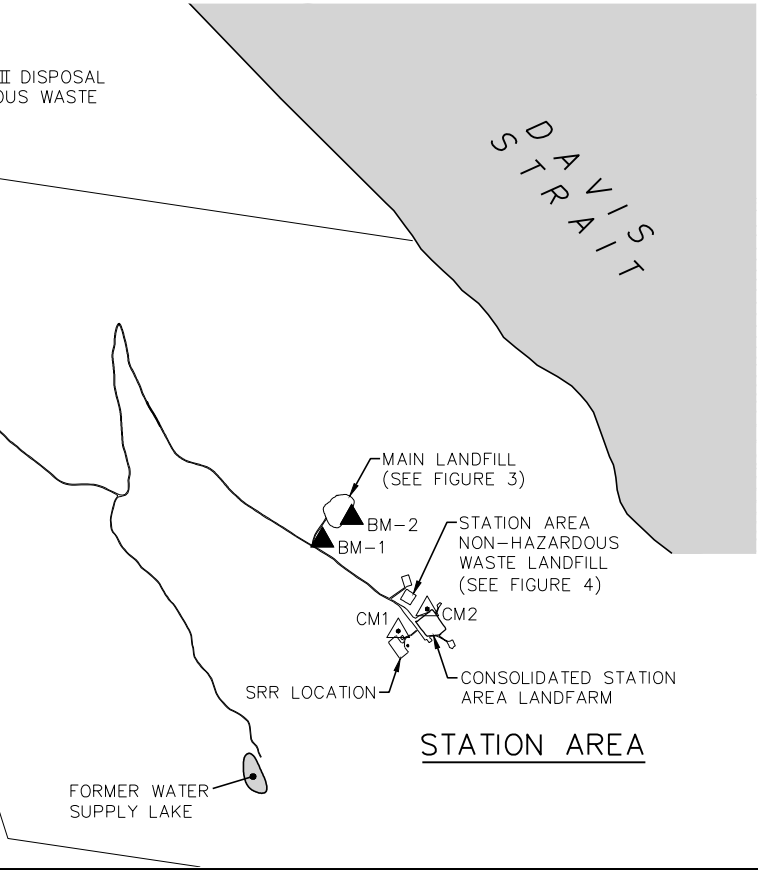 II DISPOSAL
OUS WASTE
DAVIS
STRAIT
MAIN LANDFILL
(SEE FIGURE 3)
BM-2
BM-1
STATION AREA
NON-HAZARDOUS
WASTE LANDFILL
(SEE FIGURE 4)
CM1
CM2
SRR LOCATION
CONSOLIDATED STATION
AREA LANDFARM
STATION AREA
FORMER WATER
SUPPLY LAKE